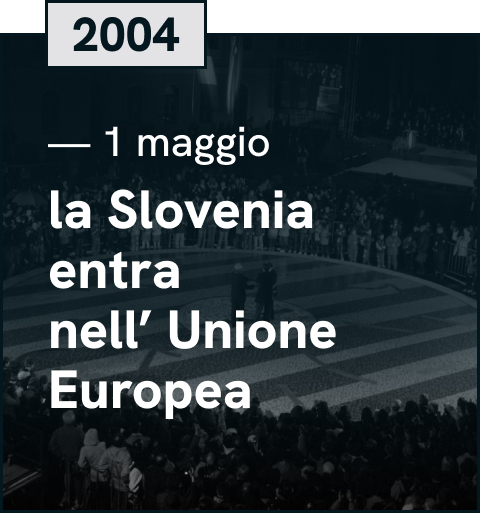 2004
— 1 maggio
la Slovenia
entra
nell’ Unione
Europea